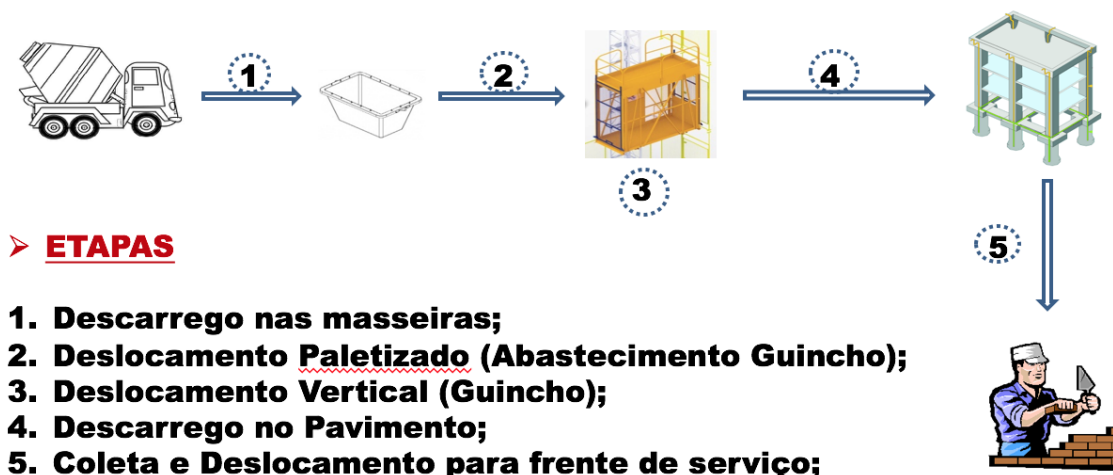 1
2
4
3
5
➢ ETAPAS
1. Descarrego nas masseiras;
2. Deslocamento Paletizado (Abastecimento Guincho);
3. Deslocamento Vertical (Guincho);
4. Descarrego no Pavimento;
5. Coleta e Deslocamento para frente de serviço;